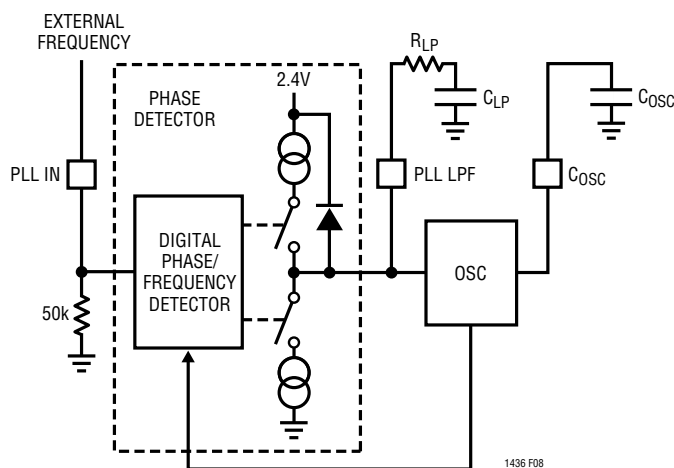 EXTERNAL
FREQUENCY
R_LP
2.4V
PHASE
DETECTOR
C_LP
C_OSC
PLL IN
PLL LPF
C_OSC
DIGITAL
PHASE/
FREQUENCY
DETECTOR
OSC
50k
1436 F08